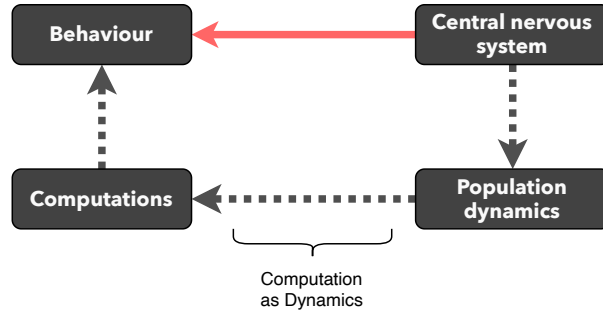 Behaviour
Central nervous
system
Computations
Population
dynamics
Computation
as Dynamics